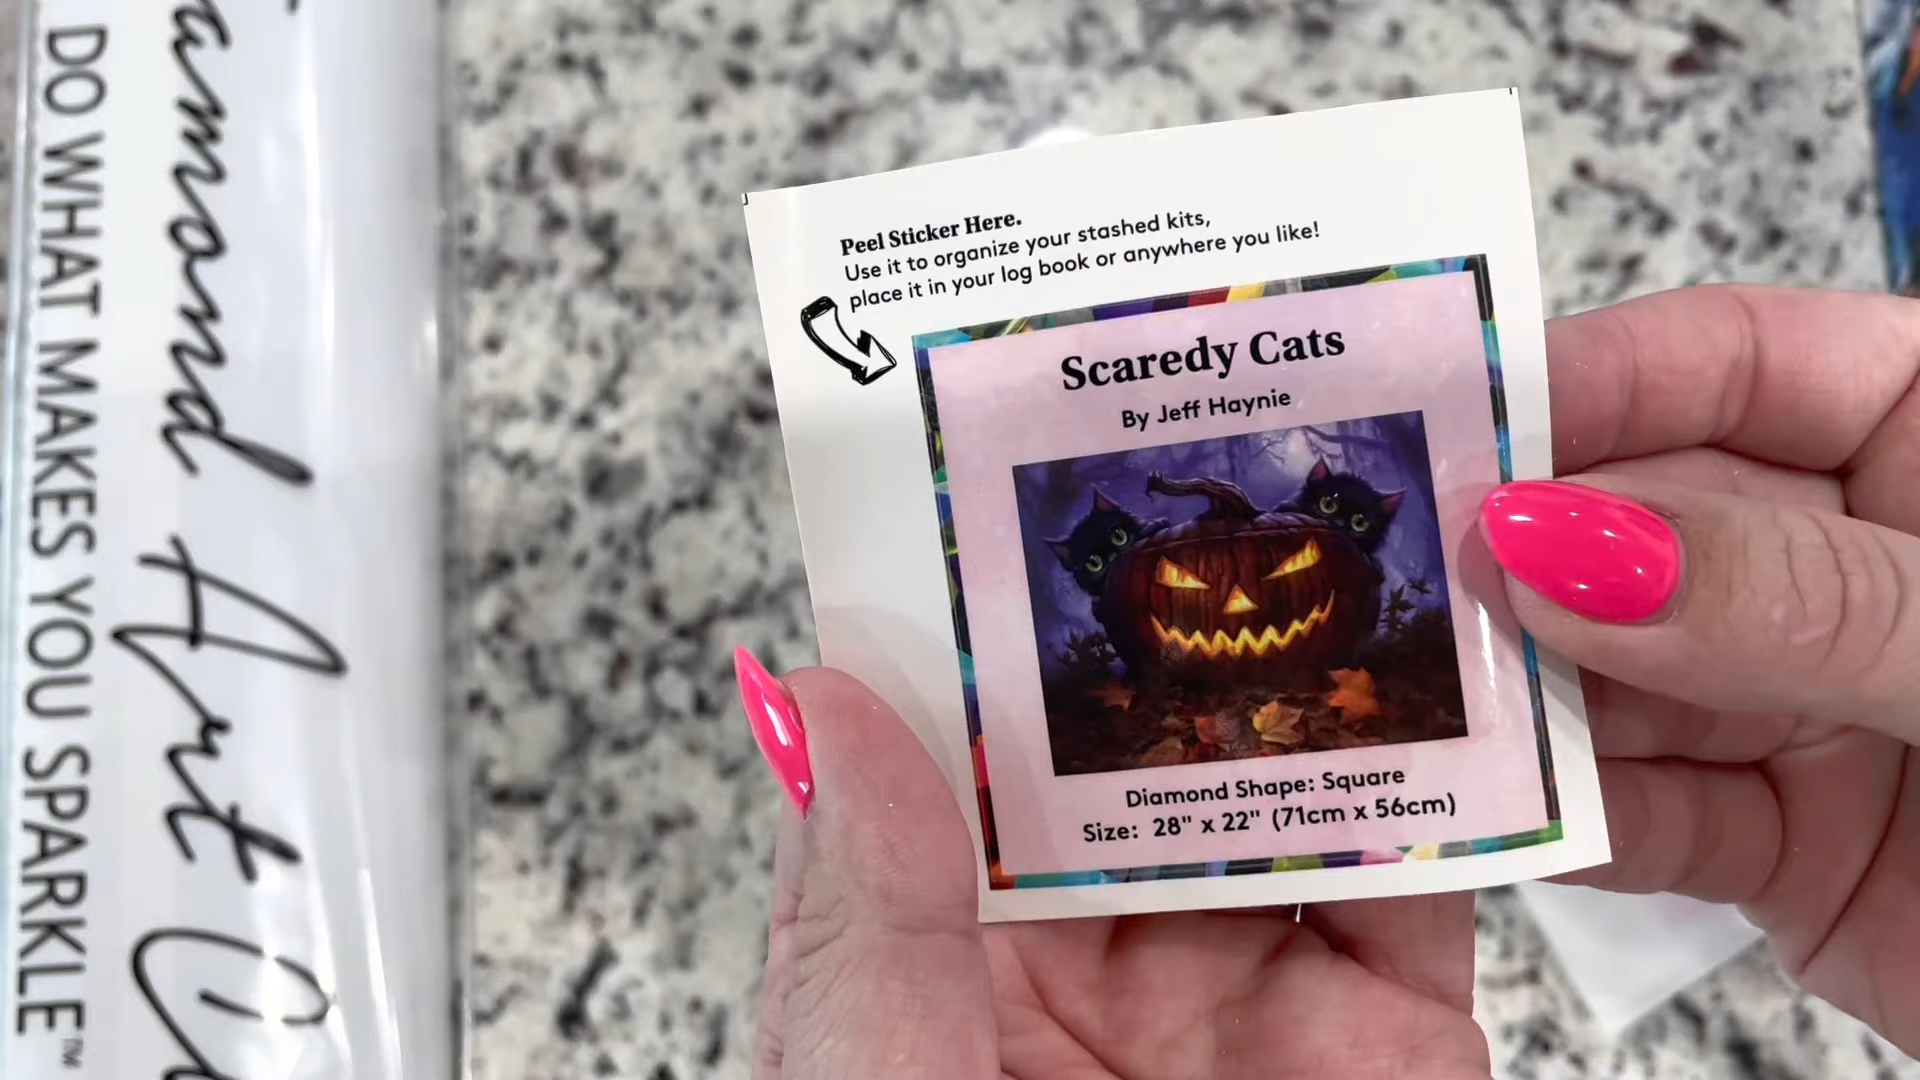 amond Art Cl
DO WHAT MAKES YOU SPARKLE™
Peel Sticker Here.
Use it to organize your stashed kits,
place it in your log book or anywhere you like!
Scaredy Cats
By Jeff Haynie
Diamond Shape: Square
Size: 28" x 22" (71cm x 56cm)